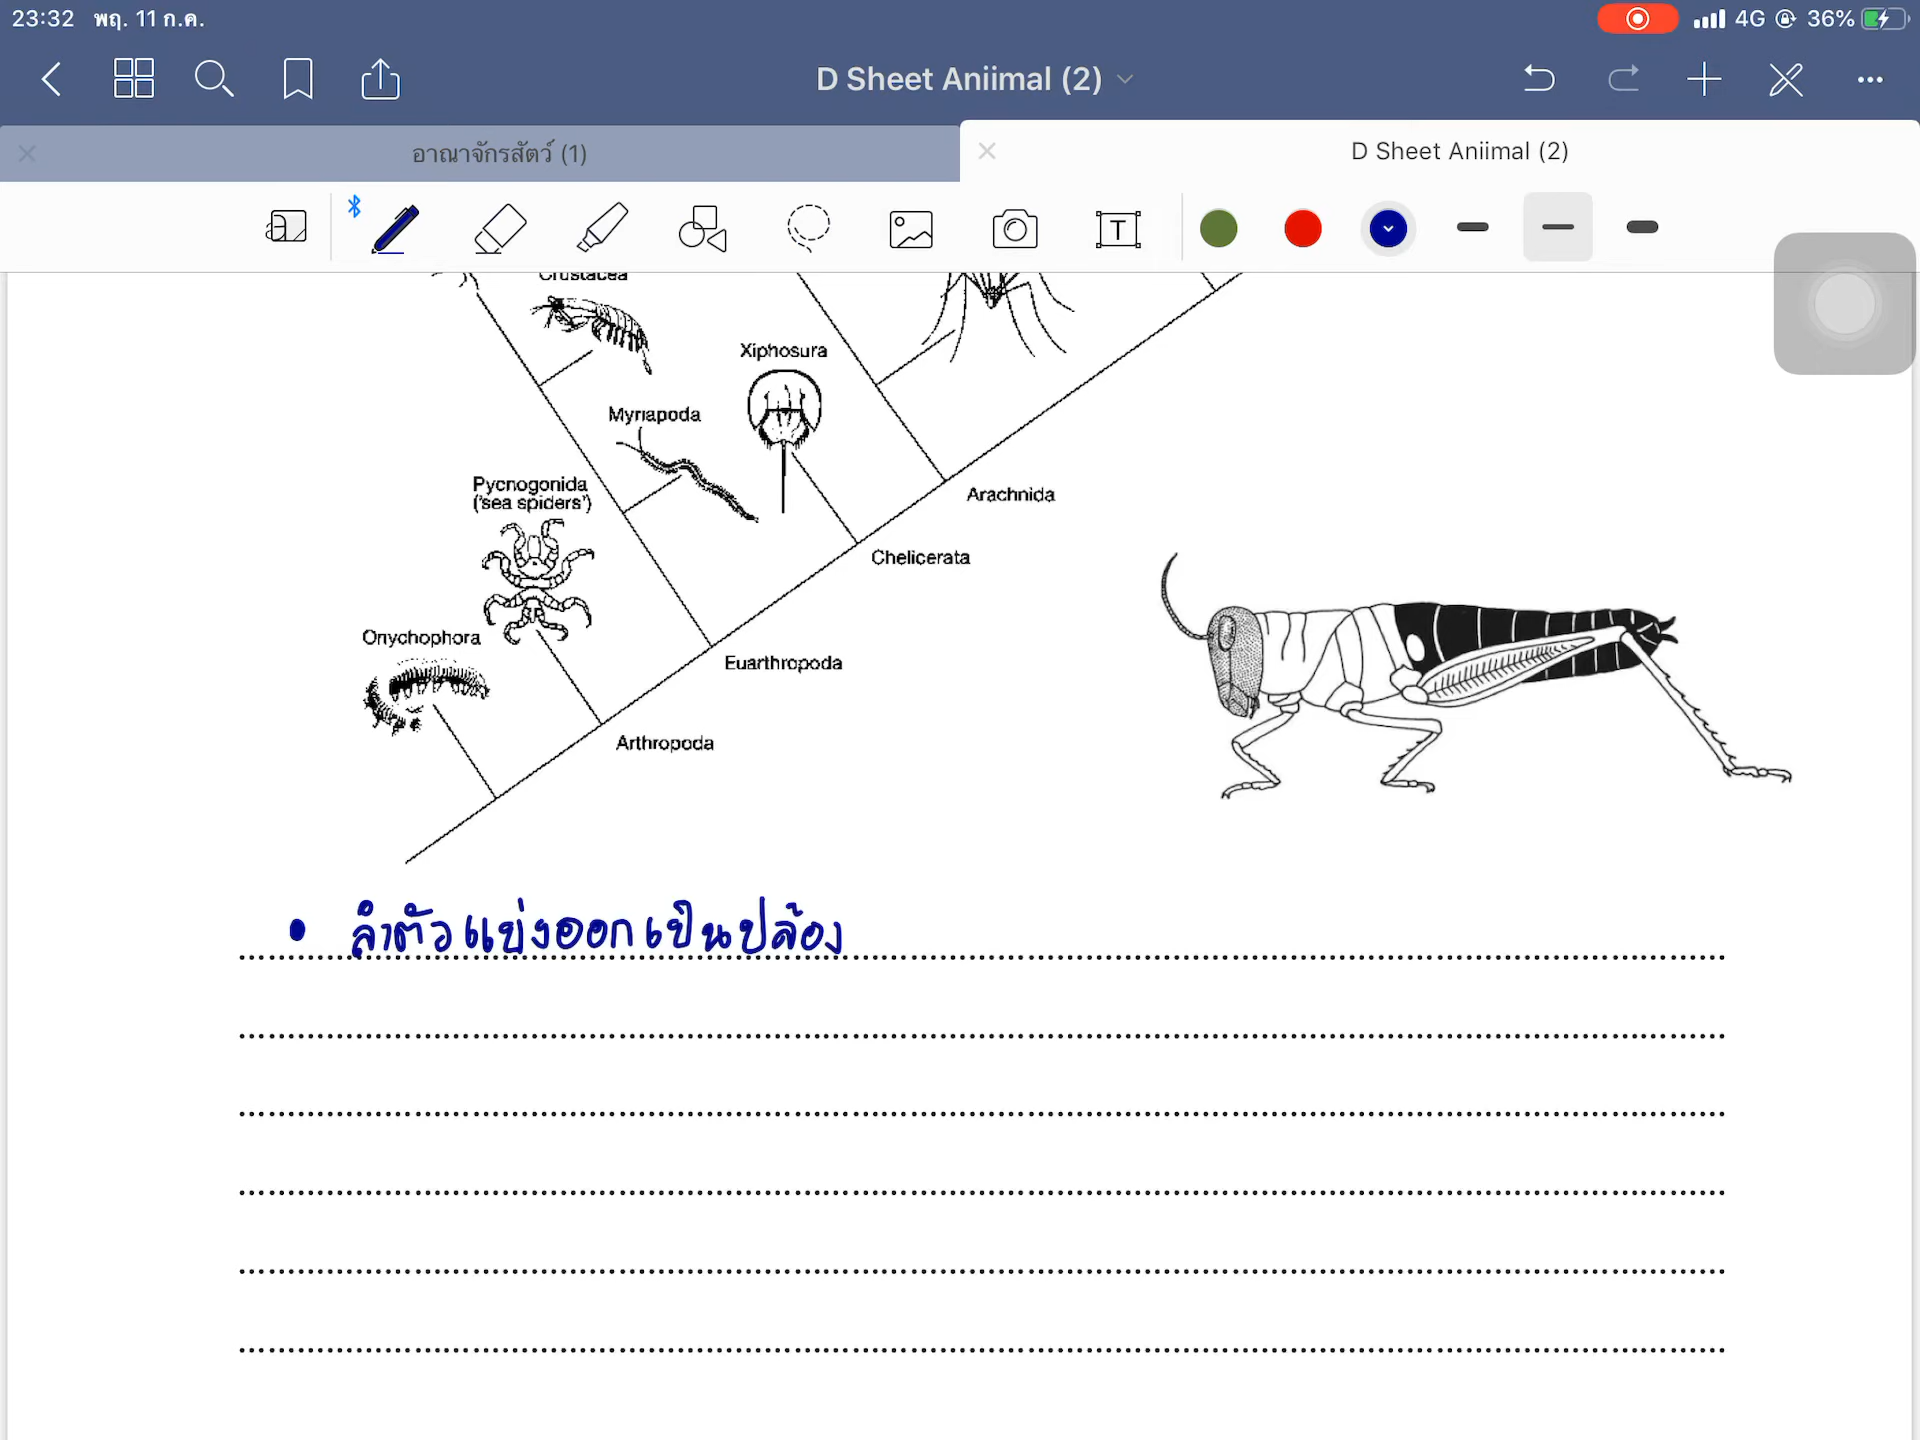 23:32 พฤ. 11 ก.ค.
4G 36%
D Sheet Aniimal (2)
อาณาจักรสัตว์ (1)
D Sheet Aniimal (2)
T
Crustacea
Xiphosura
Myriapoda
Pycnogonida
('sea spiders')
Arachnida
Chelicerata
Onychophora
Euarthropoda
Arthropoda
• ลำตัวแบ่งออกเป็นปล้อง